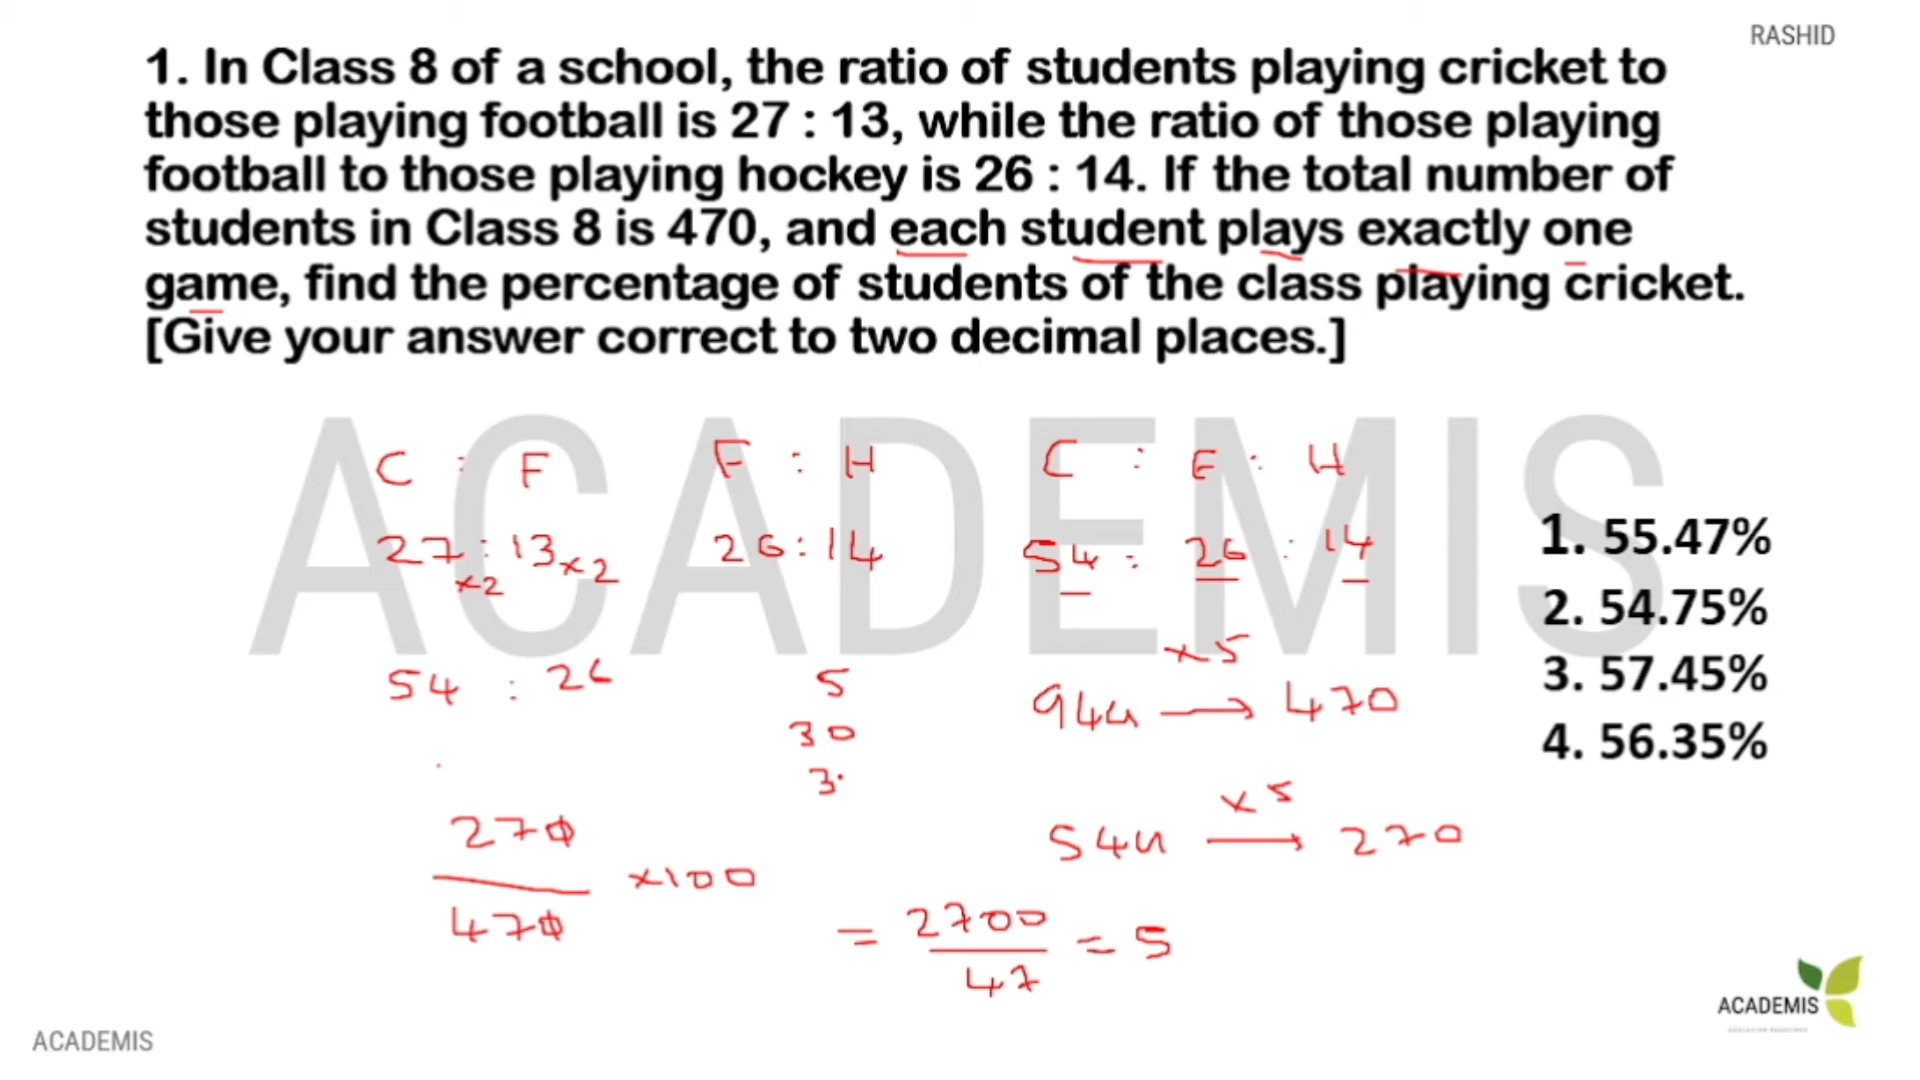 RASHID
1. In Class 8 of a school, the ratio of students playing cricket to
those playing football is 27 : 13, while the ratio of those playing
football to those playing hockey is 26 : 14. If the total number of
students in Class 8 is 470, and each student plays exactly one
game, find the percentage of students of the class playing cricket.
[Give your answer correct to two decimal places.]
ACADEMIS
C : F
27 : 13
×2 ×2
54 : 26
F : H
26 : 14
C : F : H
54 : 26 : 14
×5
94u → 470
×5
54u → 270
5
30
3
270
470
×100
= 2700
47
= 5
1. 55.47%
2. 54.75%
3. 57.45%
4. 56.35%
ACADEMIS
ACADEMIS